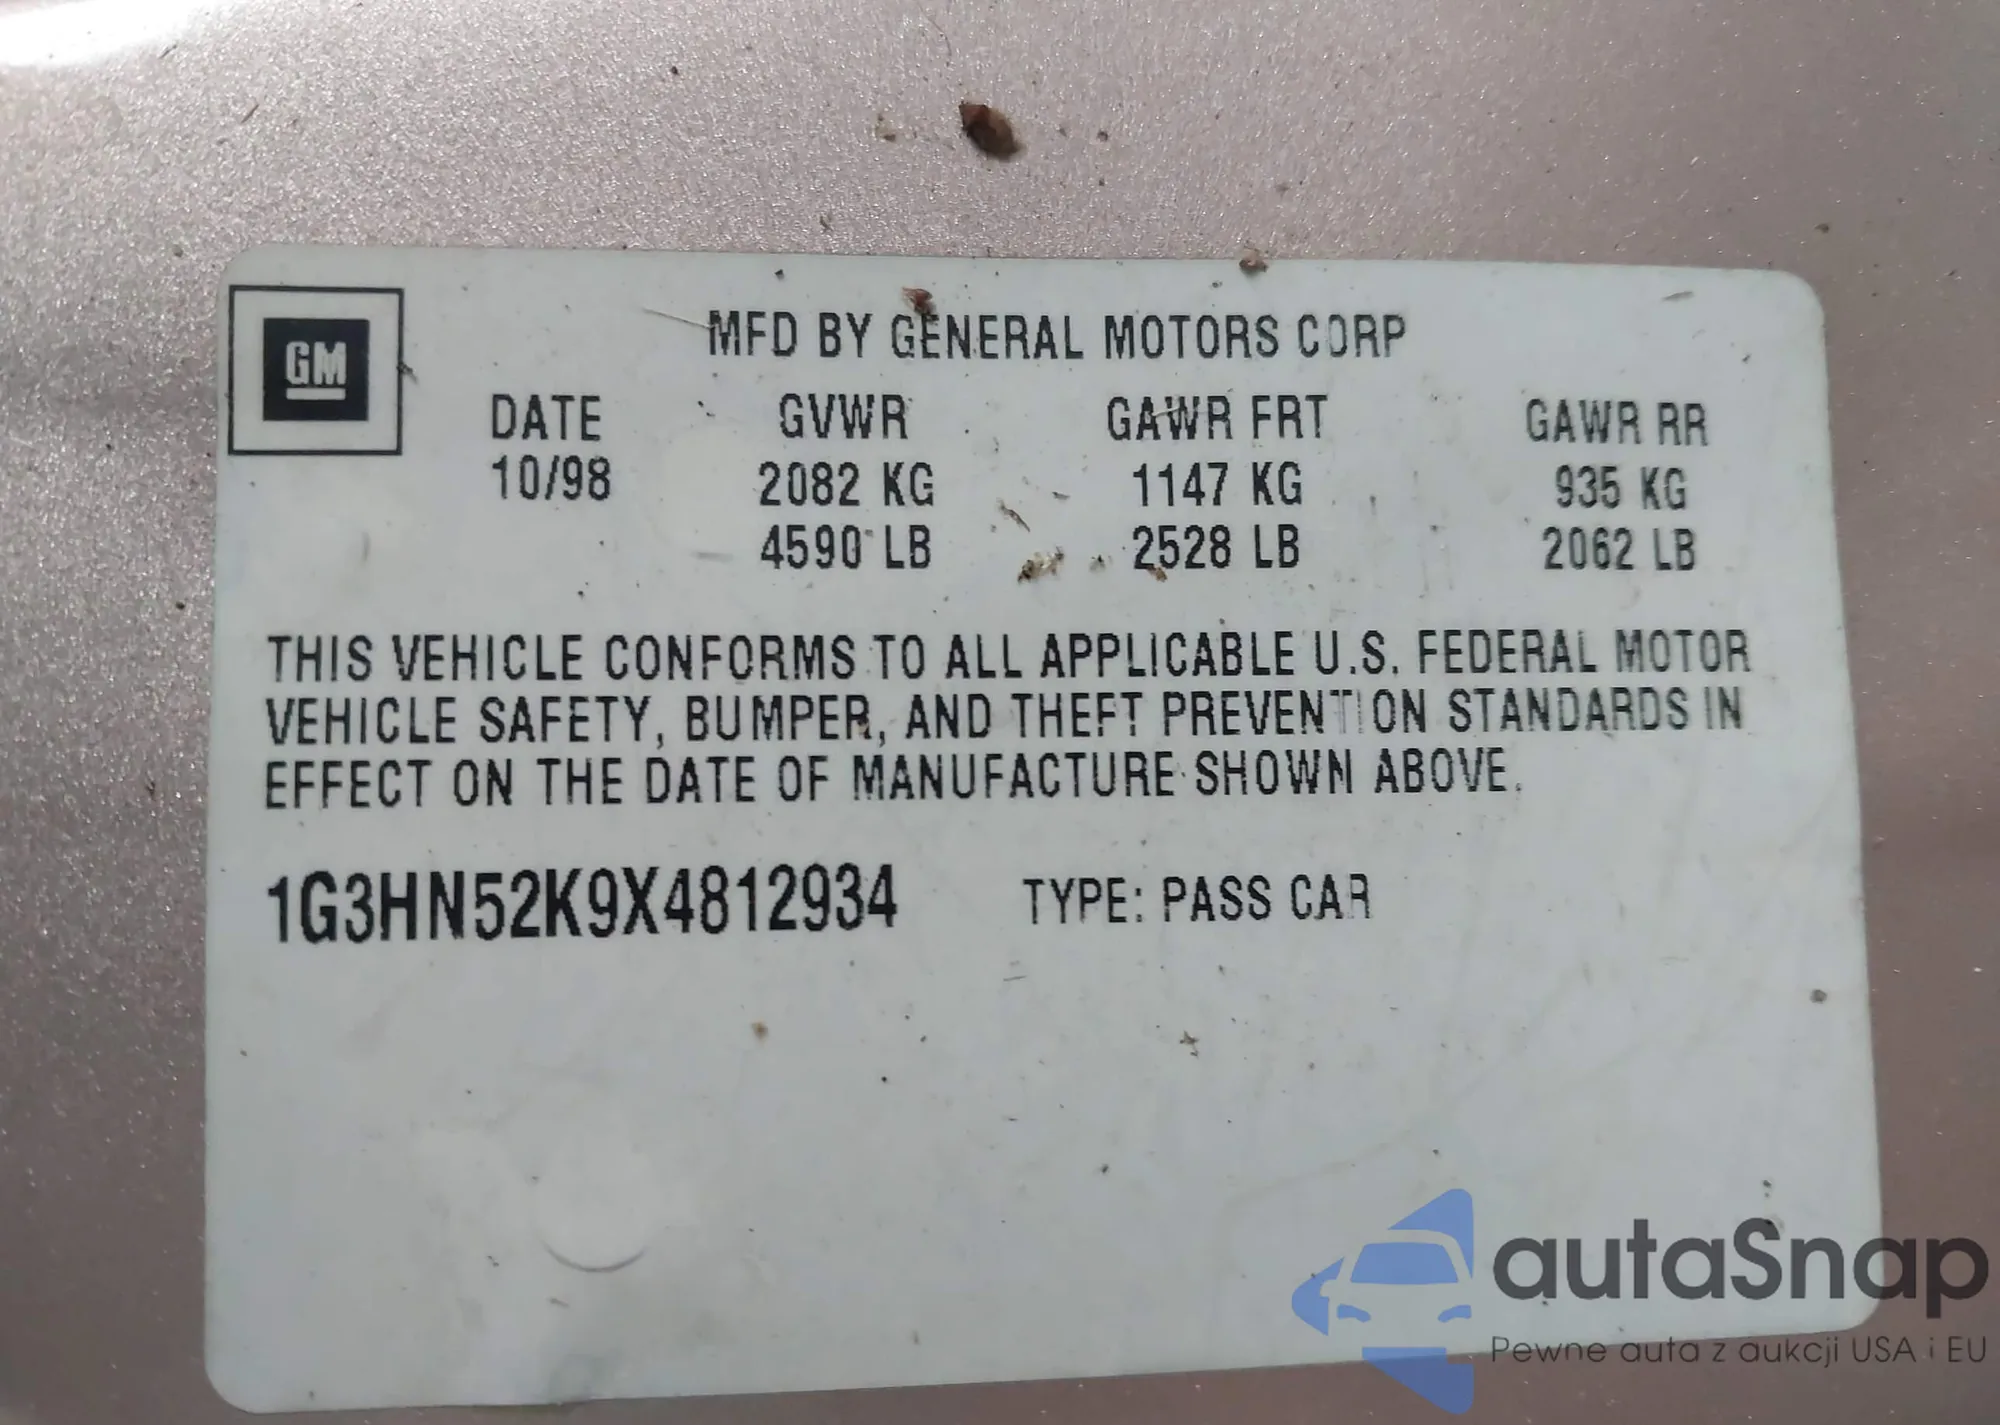 GM
MFD BY GENERAL MOTORS CORP
DATE GVWR GAWR FRT GAWR RR
10/98 2082 KG 1147 KG 935 KG
4590 LB 2528 LB 2062 LB
THIS VEHICLE CONFORMS TO ALL APPLICABLE U.S. FEDERAL MOTOR
VEHICLE SAFETY, BUMPER, AND THEFT PREVENTION STANDARDS IN
EFFECT ON THE DATE OF MANUFACTURE SHOWN ABOVE.
1G3HN52K9X4812934 TYPE: PASS CAR
autaSnap
Pewne auta z aukcji USA i EU